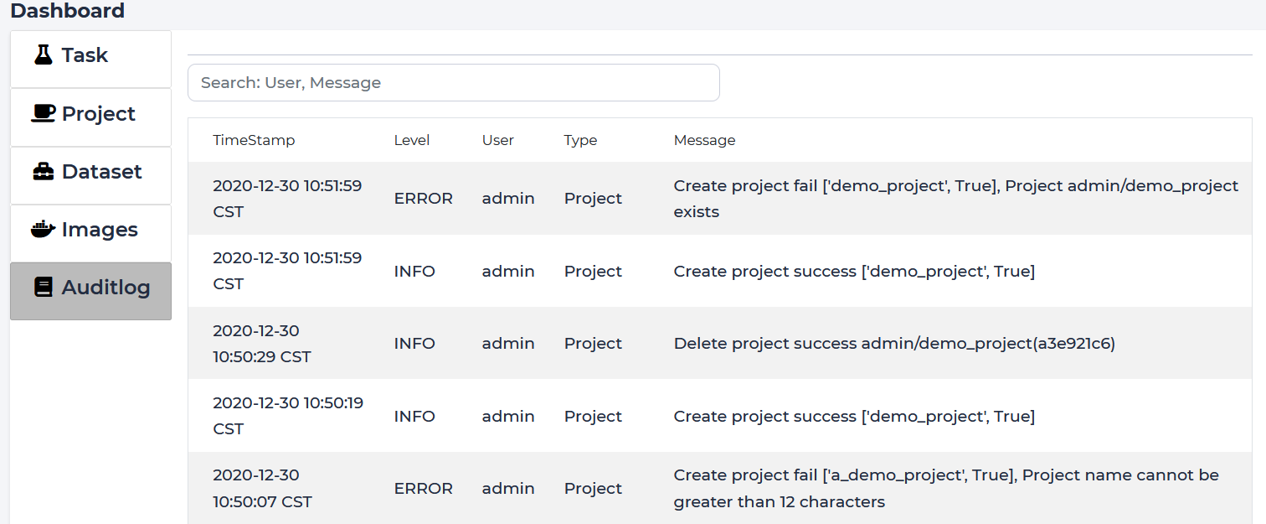 Dashboard
Task
Project
Dataset
Images
Auditlog
Search: User, Message
TimeStamp Level User Type Message
2020-12-30 10:51:59
CST
ERROR admin Project
Create project fail ['demo_project', True], Project admin/demo_project
exists
2020-12-30 10:51:59
CST
INFO admin Project Create project success ['demo_project', True]
2020-12-30
10:50:29 CST
INFO admin Project Delete project success admin/demo_project(a3e921c6)
2020-12-30 10:50:19
CST
INFO admin Project Create project success ['demo_project', True]
2020-12-30
10:50:07 CST
ERROR admin Project
Create project fail ['a_demo_project', True], Project name cannot be
greater than 12 characters